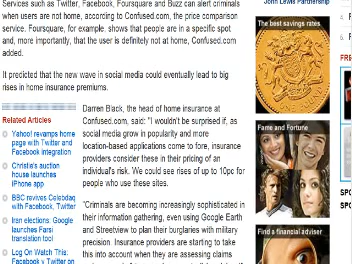 Services such as Twitter, Facebook, Foursquare and Buzz can alert criminals
when users are not home, according to Confused.com, the price comparison
service. Foursquare, for example. shows that people are in a specific spot
and, more importantly, that the user is definitely not at home, Confused.com
added.
It predicted that the new wave in social media could eventually lead to big
rises in home insurance premiums.
Related Articles
Yahoo! revamps home
page with Twitter and
Facebook integration
Christie's auction
house launches
iPhone app
BBC revives Celebdaq
with Facebook, Twitter
Iran elections: Google
launches Farsi
translation tool
Log On Watch This:
Facebook v Twitter on
Darren Black, the head of home insurance at
Confused.com, said: "I wouldn't be surprised if, as
social media grow in popularity and more
location-based applications come to fore, insurance
providers consider these in their pricing of an
individual's risk. We could see rises of up to 10pc for
people who use these sites.
"Criminals are becoming increasingly sophisticated in
their information gathering, even using Google Earth
and Streetview to plan their burglaries with military
precision. Insurance providers are starting to take
this into account when they are assessing claims
John Lewis Partnership
The best savings rates
Fame and Fortune
Find a financial adviser
6.
FRE
SPO
SPO